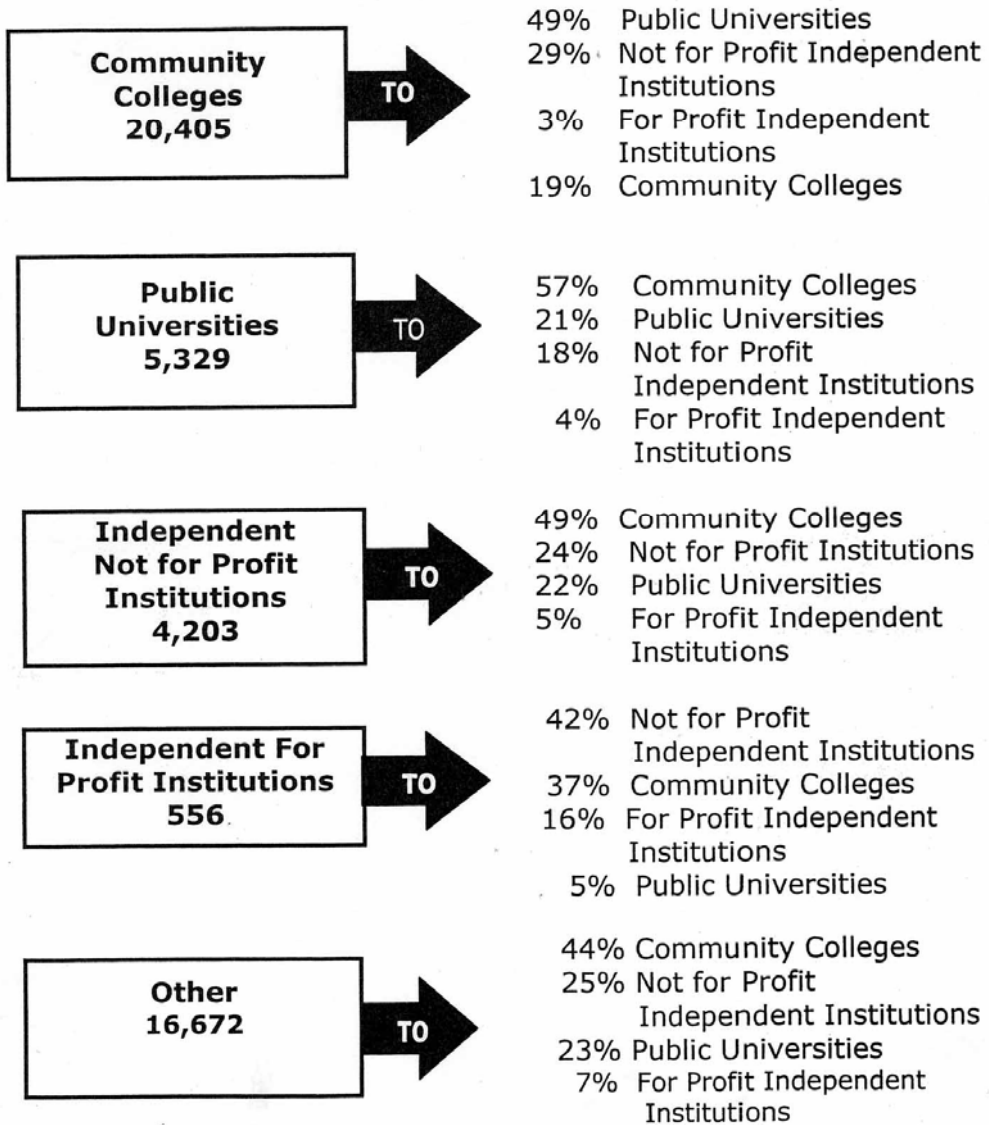 Community
Colleges
20,405
TO
49% Public Universities
29% Not for Profit Independent
Institutions
3% For Profit Independent
Institutions
19% Community Colleges
Public
Universities
5,329
TO
57% Community Colleges
21% Public Universities
18% Not for Profit
Independent Institutions
4% For Profit Independent
Institutions
Independent
Not for Profit
Institutions
4,203
TO
49% Community Colleges
24% Not for Profit Institutions
22% Public Universities
5% For Profit Independent
Institutions
Independent For
Profit Institutions
556
TO
42% Not for Profit
Independent Institutions
37% Community Colleges
16% For Profit Independent
Institutions
5% Public Universities
Other
16,672
TO
44% Community Colleges
25% Not for Profit
Independent Institutions
23% Public Universities
7% For Profit Independent
Institutions